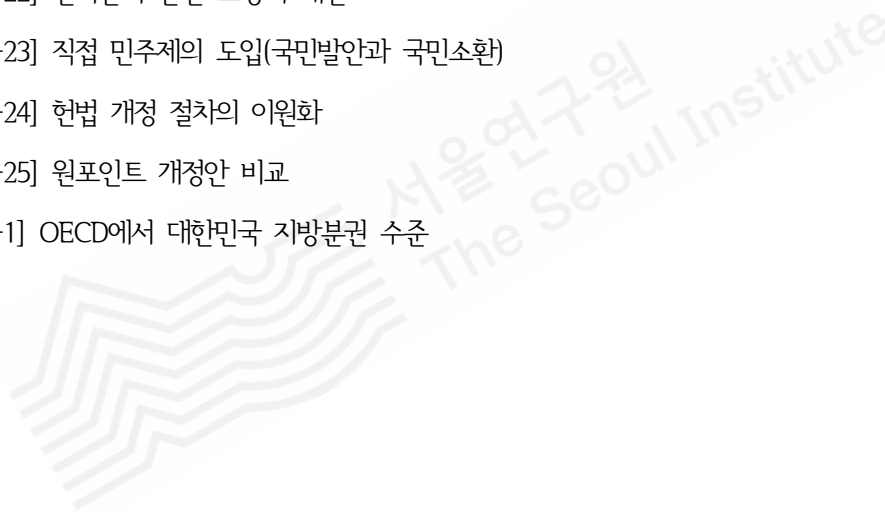 -23] 직접 민주제의 도입(국민발안과 국민소환)
-24] 헌법 개정 절차의 이원화
-25] 원포인트 개정안 비교
-1] OECD에서 대한민국 지방분권 수준
서울연구원
The Seoul Institute